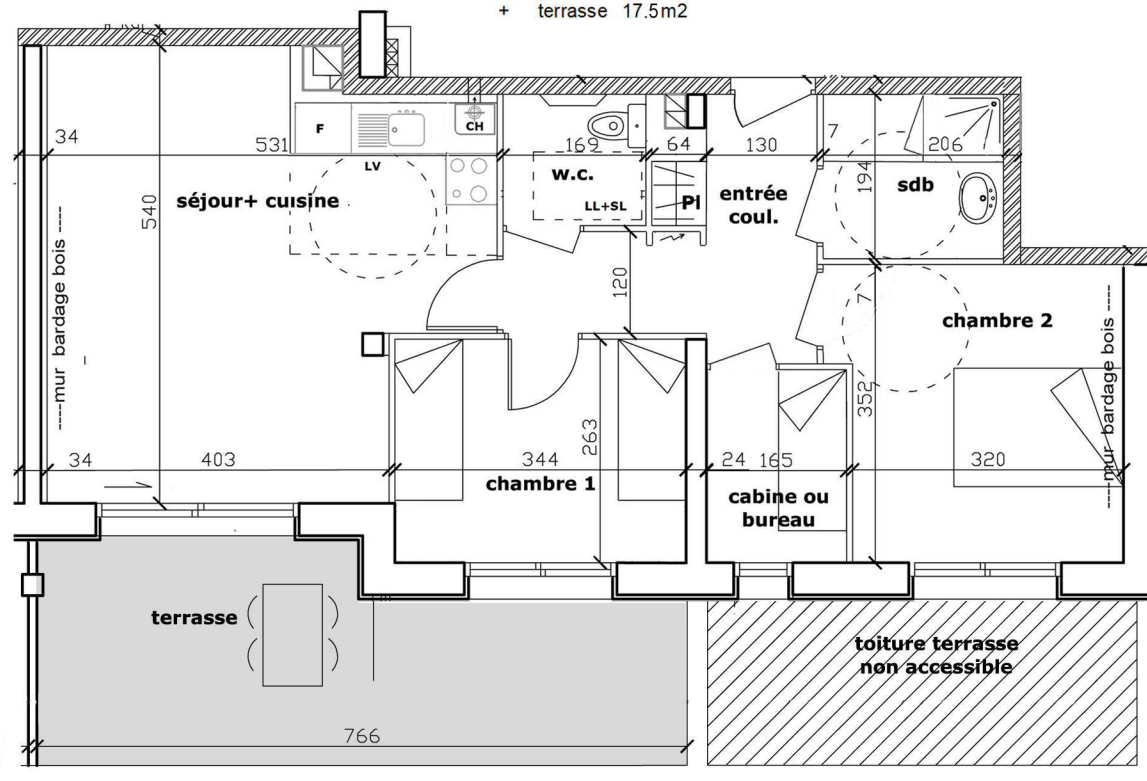 + terrasse 17.5m2
34
531
F
CH
169
64
130
7
206
LV
w.c.
LL+SL
Pl
entrée
coul.
194
sdb
séjour+ cuisine
540
120
7
chambre 2
----mur bardage bois ----
----mur bardage bois ----
352
263
34
403
344
24
165
320
chambre 1
cabine ou
bureau
terrasse
toiture terrasse
non accessible
766